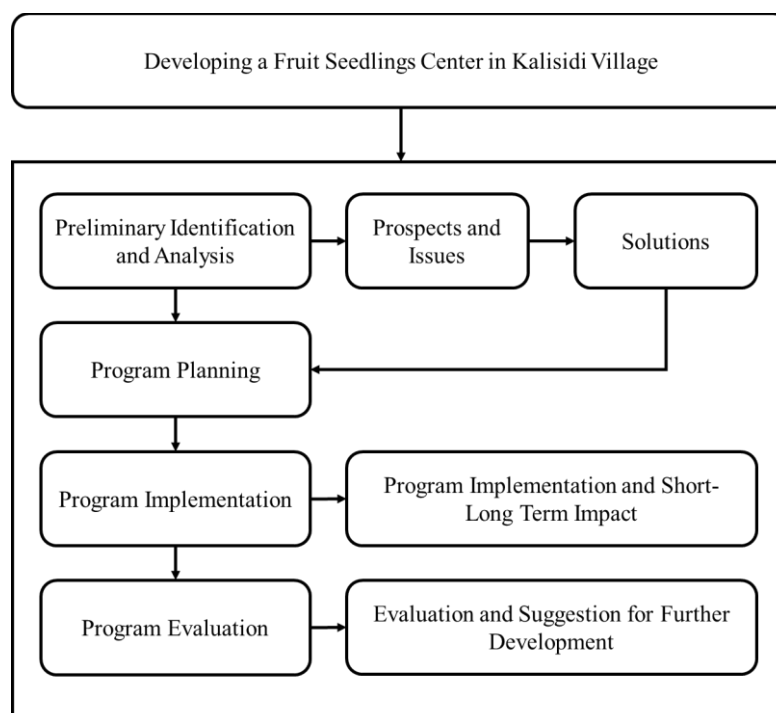 Developing a Fruit Seedlings Center in Kalisidi Village
Preliminary Identification
and Analysis
Prospects and
Issues
Solutions
Program Planning
Program Implementation
Program Implementation and Short-
Long Term Impact
Program Evaluation
Evaluation and Suggestion for Further
Development